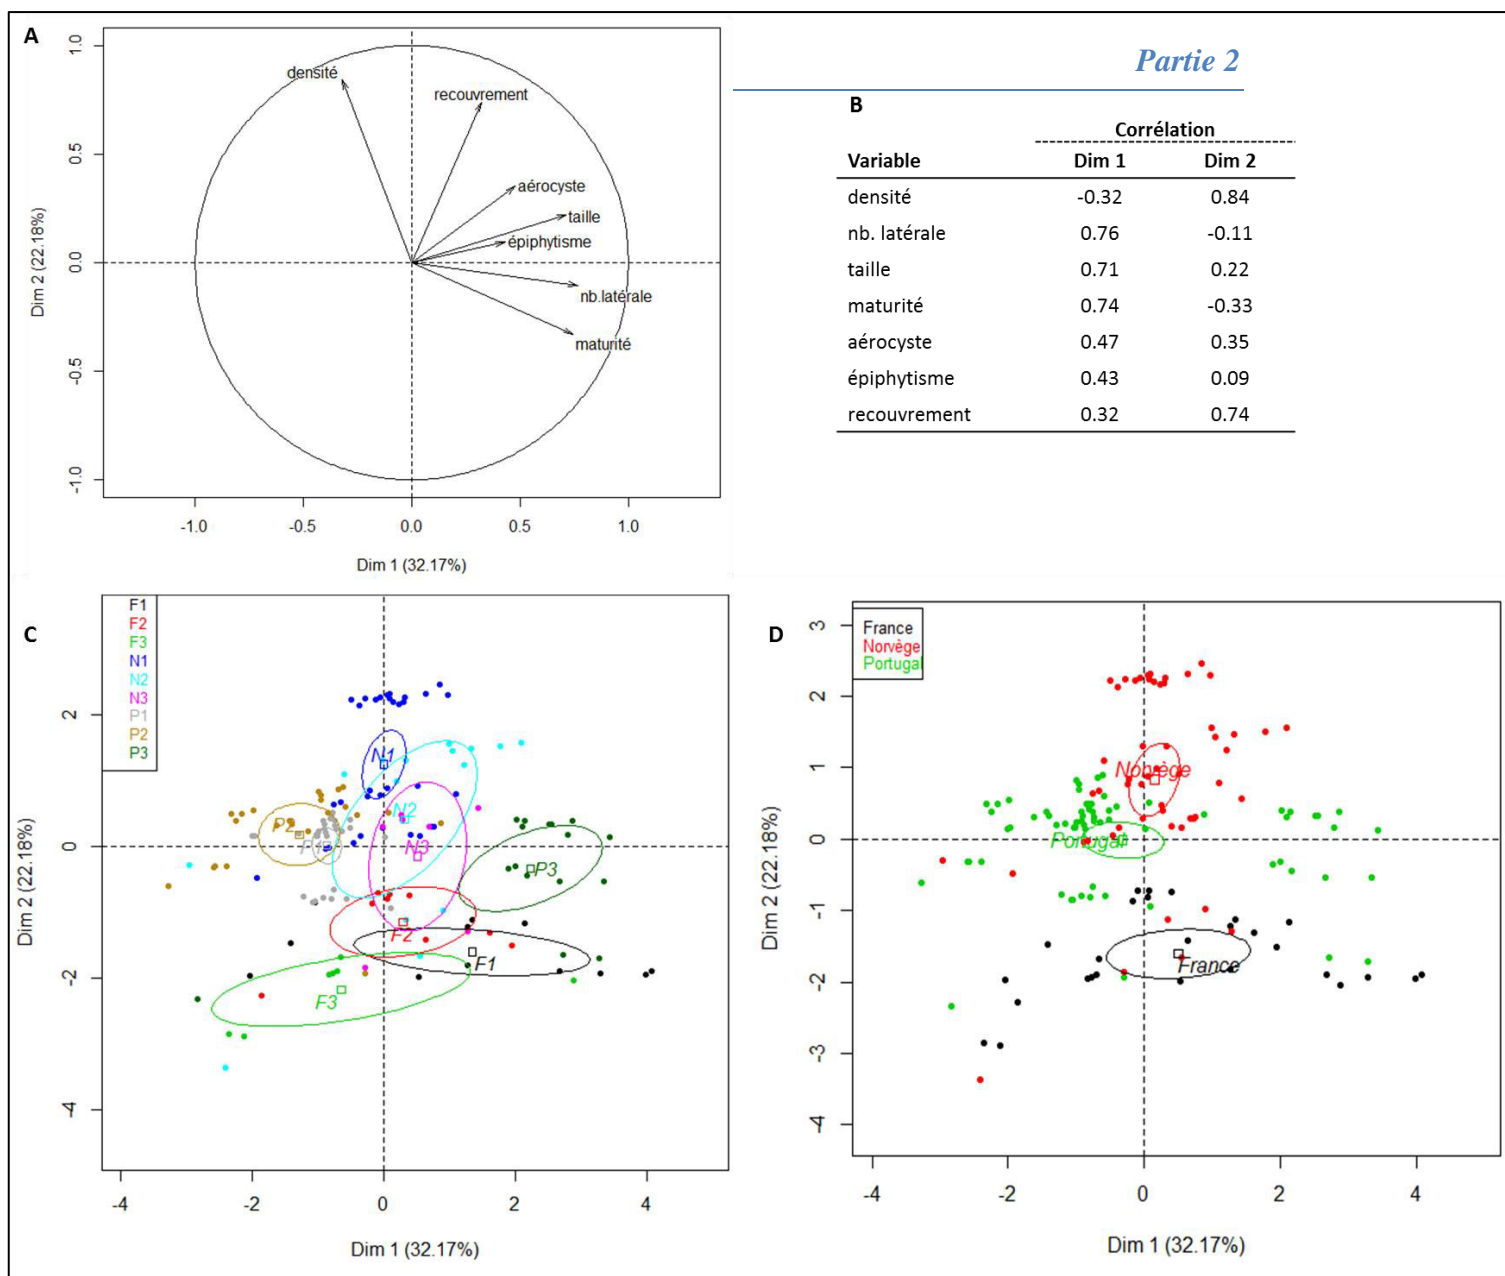 A
1.0
0.5
0.0
-0.5
-1.0
Dim 2 (22.18%)
densité
recouvrement
aérocyste
taille
épiphytisme
nb.latérale
maturité
-1.0 -0.5 0.0 0.5 1.0
Dim 1 (32.17%)
Partie 2
B
Corrélation
Variable Dim 1 Dim 2
densité -0.32 0.84
nb. latérale 0.76 -0.11
taille 0.71 0.22
maturité 0.74 -0.33
aérocyste 0.47 0.35
épiphytisme 0.43 0.09
recouvrement 0.32 0.74
C
F1
F2
F3
N1
N2
N3
P1
P2
P3
2
0
-2
-4
Dim 2 (22.18%)
N1
N2
P2
P1
N3
P3
F2
F1
F3
-4 -2 0 2 4
Dim 1 (32.17%)
D
France
Norvège
Portugal
3
2
1
0
-1
-2
-3
-4
Dim 2 (22.18%)
Norvège
Portugal
France
-4 -2 0 2 4
Dim 1 (32.17%)